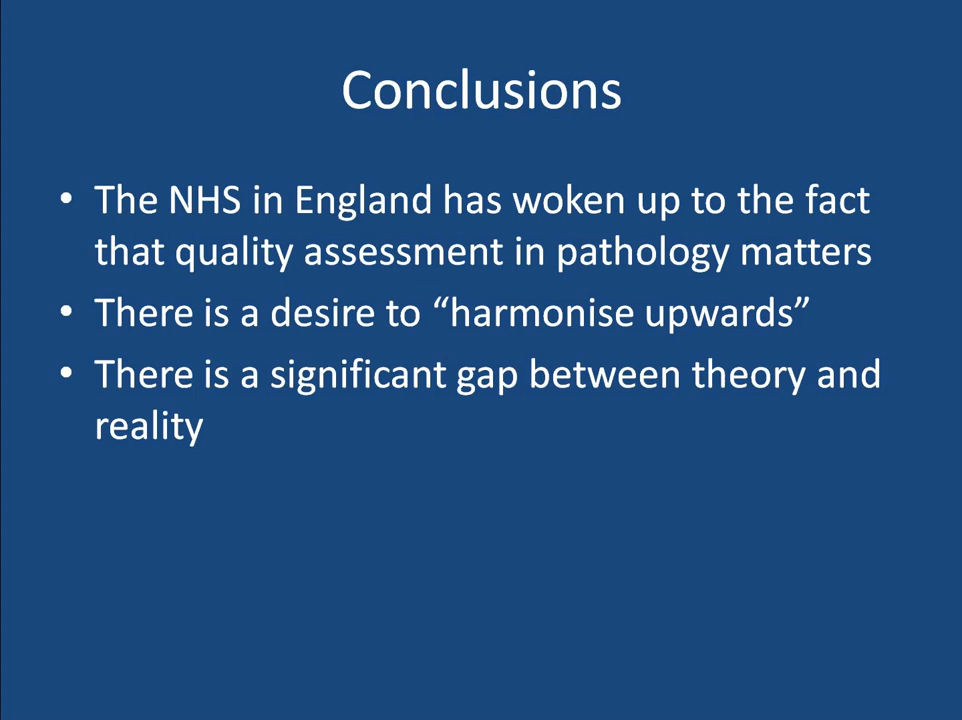 Conclusions
• The NHS in England has woken up to the fact
that quality assessment in pathology matters
• There is a desire to “harmonise upwards”
• There is a significant gap between theory and
reality